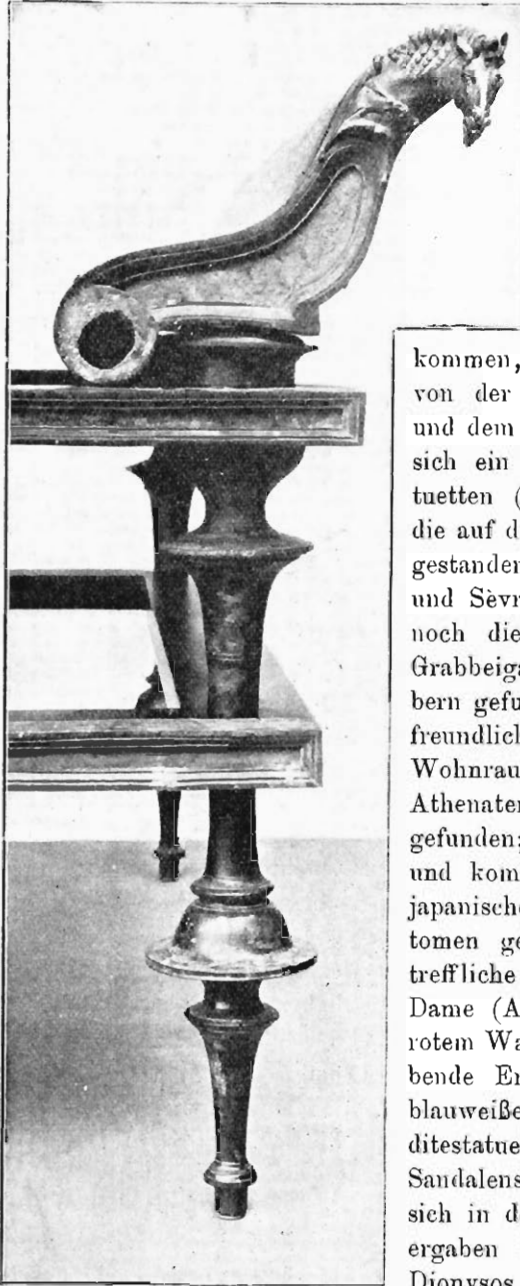 kommen,
von der
und dem
sich ein
tuetten (
die auf d
gestanden
und Sèvr
noch die
Grabbeiga
bern gefu
freundlich
Wohnrau
Athenaten
gefunden;
und kom
japanische
tomen ge
treffliche
Dame (A
rotem Wa
bende Er
blauweiße
ditestatue
Sandalens
sich in d
ergaben
Dionysos